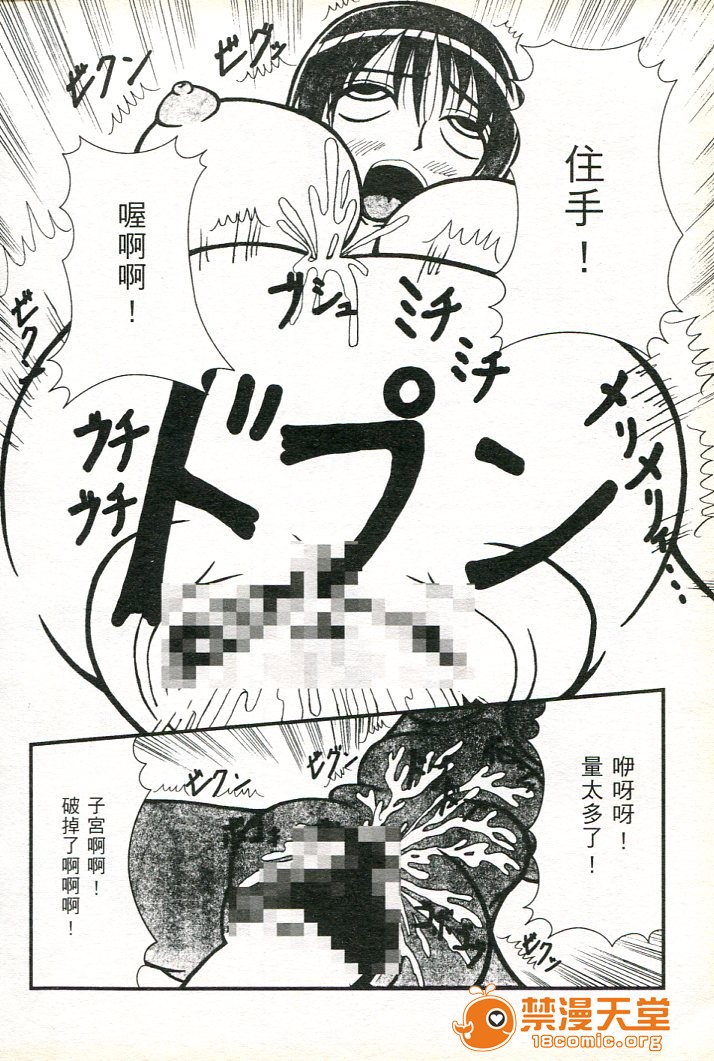 住手！
喔啊啊！
ゼグッ
ゼクン
ゼクン
ブシュ
ミチ
ミチ
メリメリ…
ウチ
ウチ
ドプン
咿呀呀！
量太多了！
ゼグン
ゼクン
子宮啊啊！
破掉了啊啊啊！
ゼクン
禁漫天堂
18comic.org